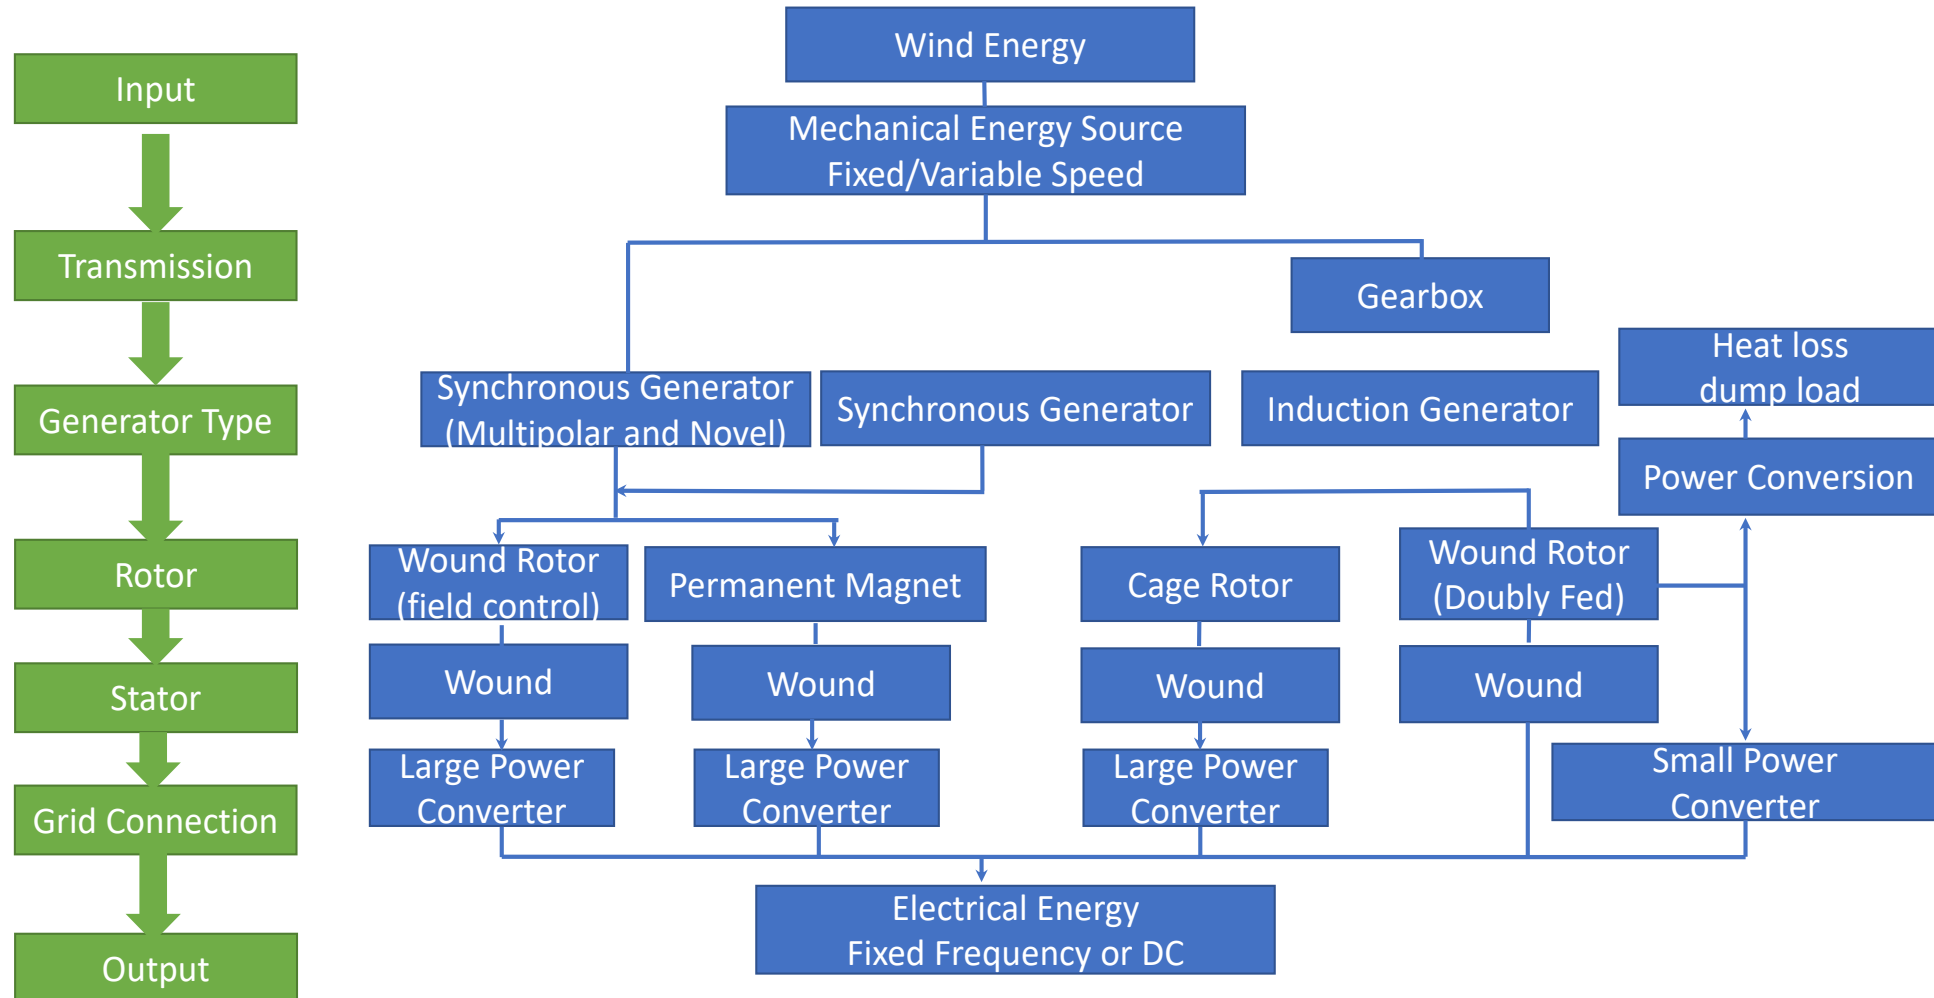 Input
Transmission
Generator Type
Rotor
Stator
Grid Connection
Output
Wind Energy
Mechanical Energy Source
Fixed/Variable Speed
Gearbox
Synchronous Generator
(Multipolar and Novel)
Synchronous Generator
Induction Generator
Heat loss
dump load
Power Conversion
Wound Rotor
(field control)
Permanent Magnet
Cage Rotor
Wound Rotor
(Doubly Fed)
Wound
Wound
Wound
Wound
Large Power
Converter
Large Power
Converter
Large Power
Converter
Small Power
Converter
Electrical Energy
Fixed Frequency or DC